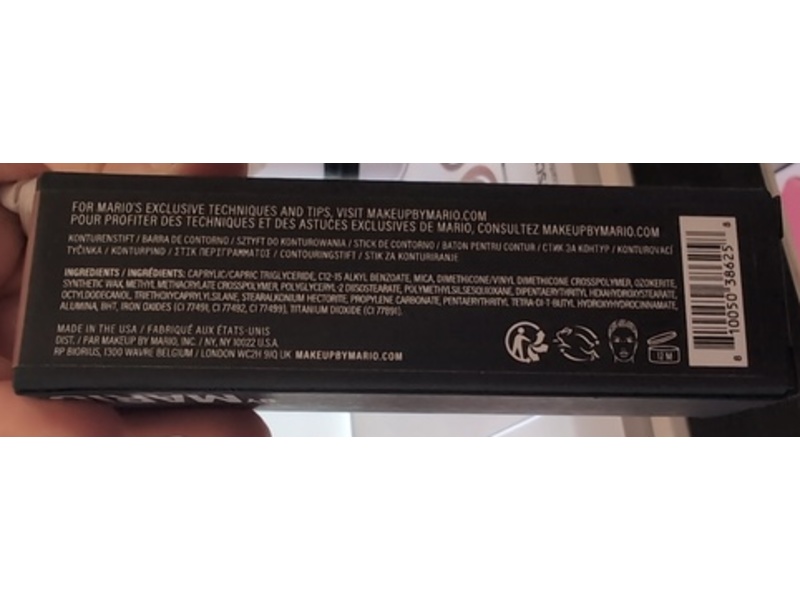 FOR MARIO'S EXCLUSIVE TECHNIQUES AND TIPS, VISIT MAKEUPBYMARIO.COM
POUR PROFITER DES TECHNIQUES ET DES ASTUCES EXCLUSIVES DE MARIO, CONSULTEZ MAKEUPBYMARIO.COM
KONTURENSTIFT / BARRA DE CONTORNO / SZTYFT DO KONTUROWANIA / STICK DE CONTORNO / BATON PENTRU CONTUR / СТИК ЗА КОНТУР / KONTUROVACÍ
TYČINKA / KONTURPIND / ΣΤΙΚ ΠΕΡΙΓΡΑΜΜΑΤΟΣ / CONTOURINGSTIFT / STIK ZA KONTURIRANJE
INGREDIENTS / INGRÉDIENTS: CAPRYLIC/CAPRIC TRIGLYCERIDE, C12-15 ALKYL BENZOATE, MICA, DIMETHICONE/VINYL DIMETHICONE CROSSPOLYMER, OZOKERITE,
SYNTHETIC WAX, METHYL METHACRYLATE CROSSPOLYMER, POLYGLYCERYL-2 DIISOSTEARATE, POLYMETHYLSILSESQUIOXANE, DIPENTAERYTHRITYL HEXAHYDROXYSTEARATE,
OCTYLDODECANOL, TRIETHOXYCAPRYLYLSILANE, STEARALKONIUM HECTORITE, PROPYLENE CARBONATE, PENTAERYTHRITYL TETRA-DI-T-BUTYL HYDROXYHYDROCINNAMATE,
ALUMINA, BHT, IRON OXIDES (CI 77491, CI 77492, CI 77499), TITANIUM DIOXIDE (CI 77891).
MADE IN THE USA / FABRIQUÉ AUX ÉTATS-UNIS
DIST. / PAR MAKEUP BY MARIO, INC. / NY, NY 10022 U.S.A.
RP BIORIUS, 1300 WAVRE BELGIUM / LONDON WC2H 9JQ UK MAKEUPBYMARIO.COM
12 M
8 10050 38625 8
BY MARIO